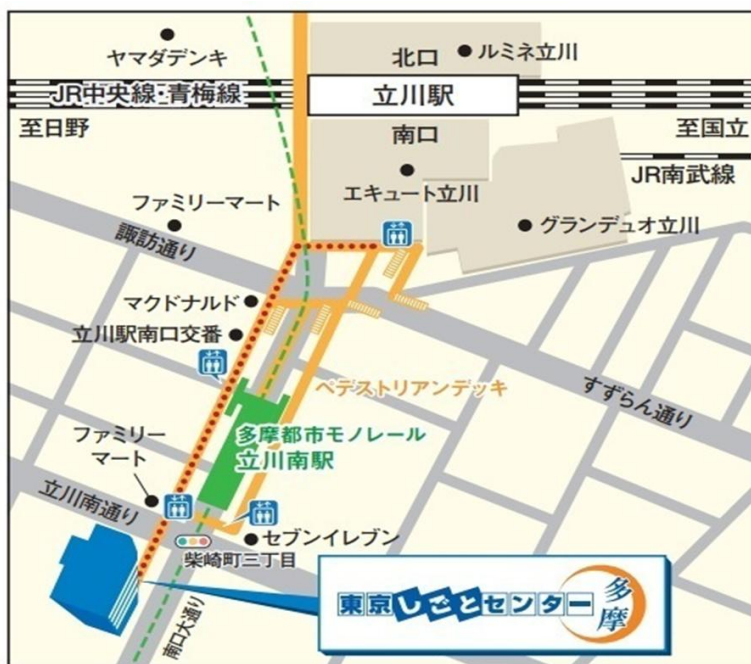 ヤマダデンキ
北口
ルミネ立川
JR中央線・青梅線
立川駅
至日野
南口
至国立
エキュート立川
JR南武線
ファミリーマート
グランデュオ立川
諏訪通り
マクドナルド
立川駅南口交番
ペデストリアンデッキ
すずらん通り
多摩都市モノレール
立川南駅
ファミリー
マート
立川南通り
セブンイレブン
柴崎町三丁目
南口大通り
東京しごとセンター多摩